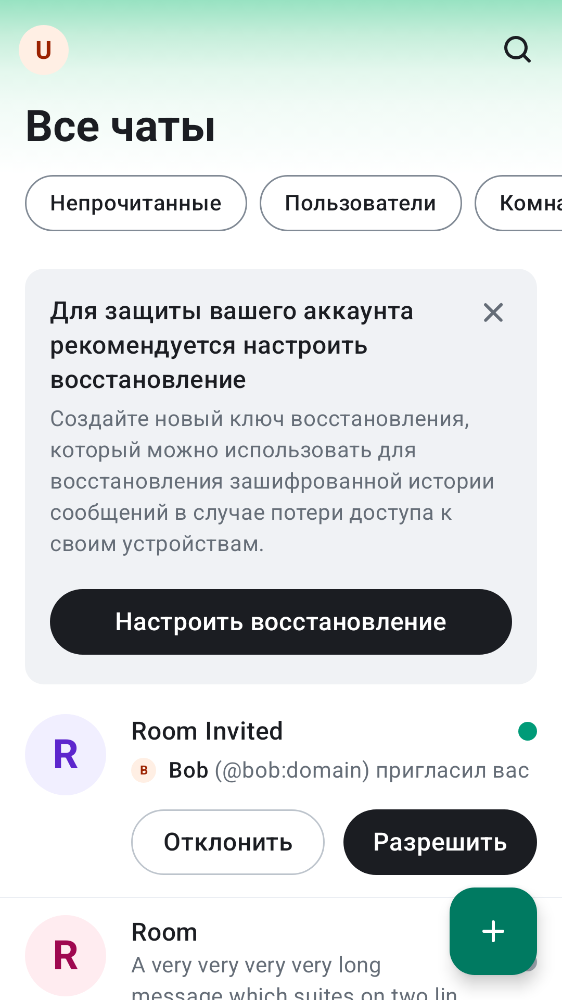 U
Все чаты
Непрочитанные Пользователи Комна
Для защиты вашего аккаунта
рекомендуется настроить
восстановление
Создайте новый ключ восстановления,
который можно использовать для
восстановления зашифрованной истории
сообщений в случае потери доступа к
своим устройствам.
Настроить восстановление
R
Room Invited
B Bob (@bob:domain) пригласил вас
Отклонить Разрешить
R
Room
A very very very very long
message which suites on two lin